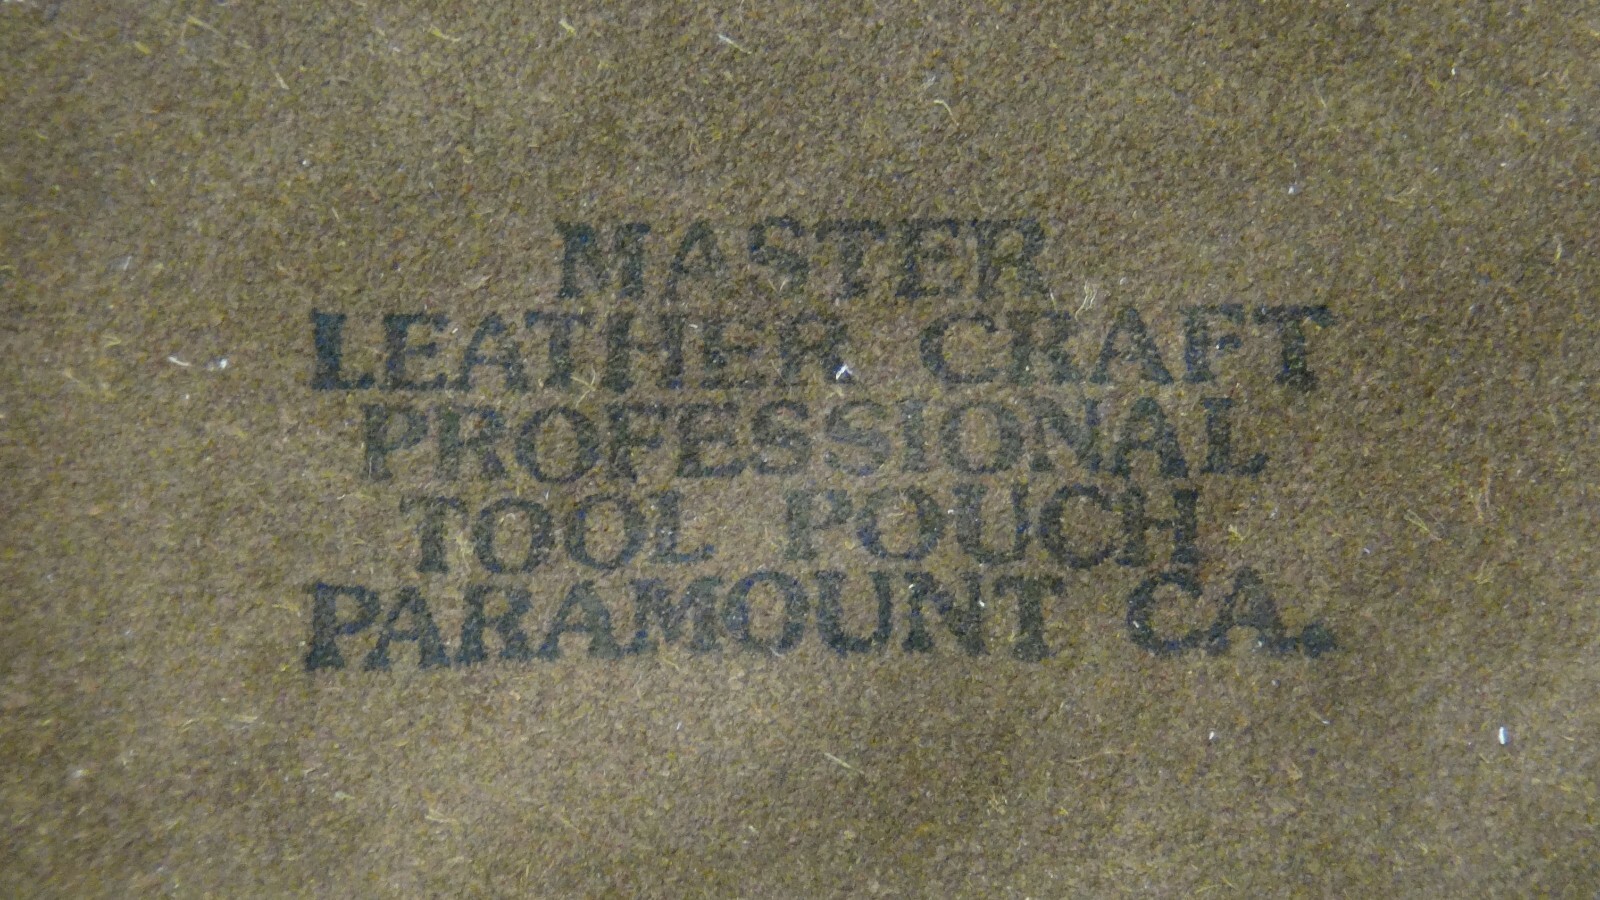 MASTER
LEATHER CRAFT
PROFESSIONAL
TOOL POUCH
PARAMOUNT CA.